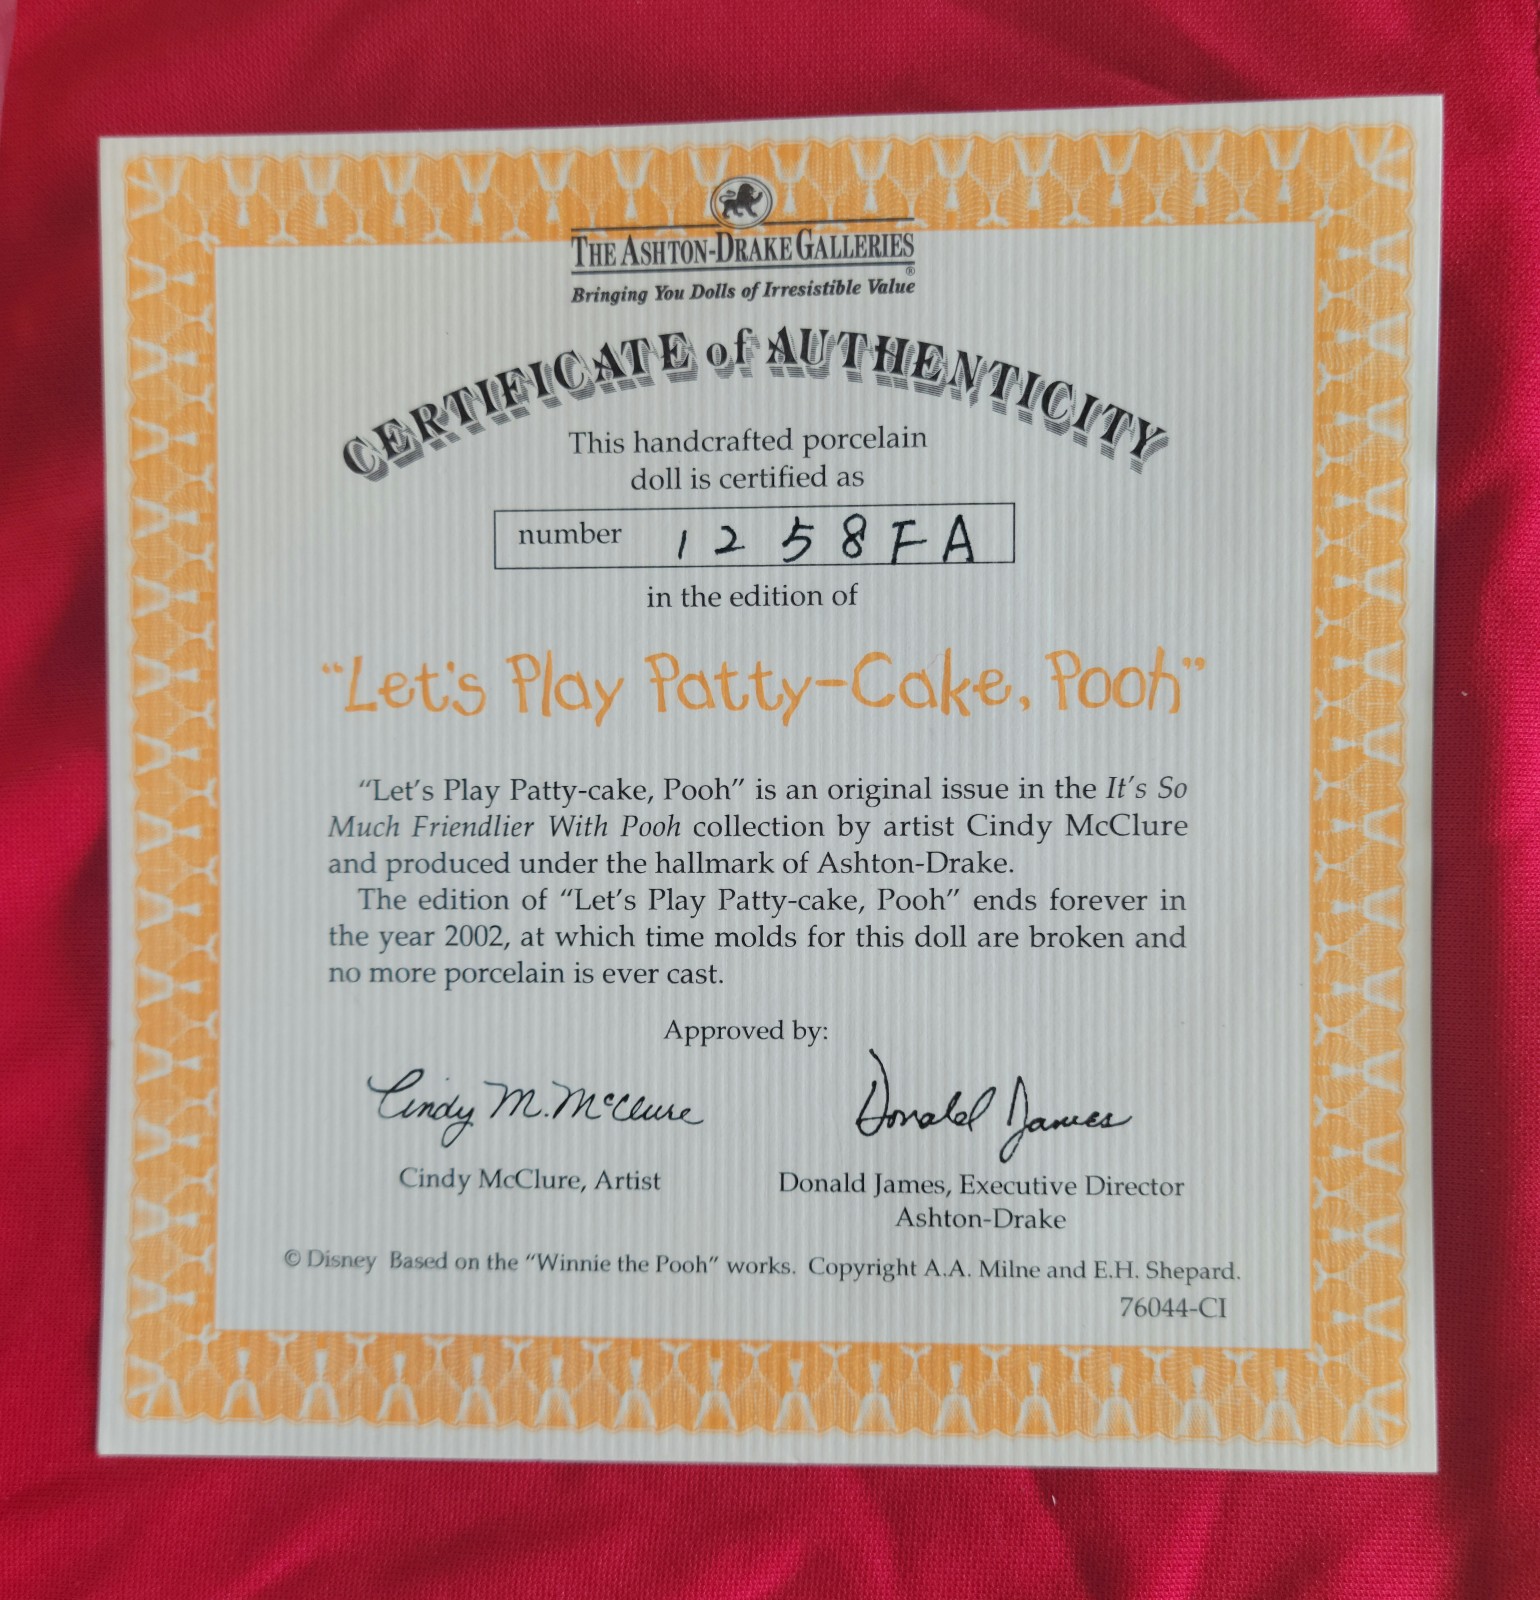 THE ASHTON-DRAKE GALLERIES
®
Bringing You Dolls of Irresistible Value
CERTIFICATE of AUTHENTICITY
This handcrafted porcelain
doll is certified as
number 1258FA
in the edition of
“Let's Play Patty-Cake, Pooh”
“Let’s Play Patty-cake, Pooh” is an original issue in the It’s So
Much Friendlier With Pooh collection by artist Cindy McClure
and produced under the hallmark of Ashton-Drake.
The edition of “Let’s Play Patty-cake, Pooh” ends forever in
the year 2002, at which time molds for this doll are broken and
no more porcelain is ever cast.
Approved by:
Cindy M. McClure Donald James
Cindy McClure, Artist
Donald James, Executive Director
Ashton-Drake
© Disney Based on the “Winnie the Pooh” works. Copyright A.A. Milne and E.H. Shepard.
76044-CI